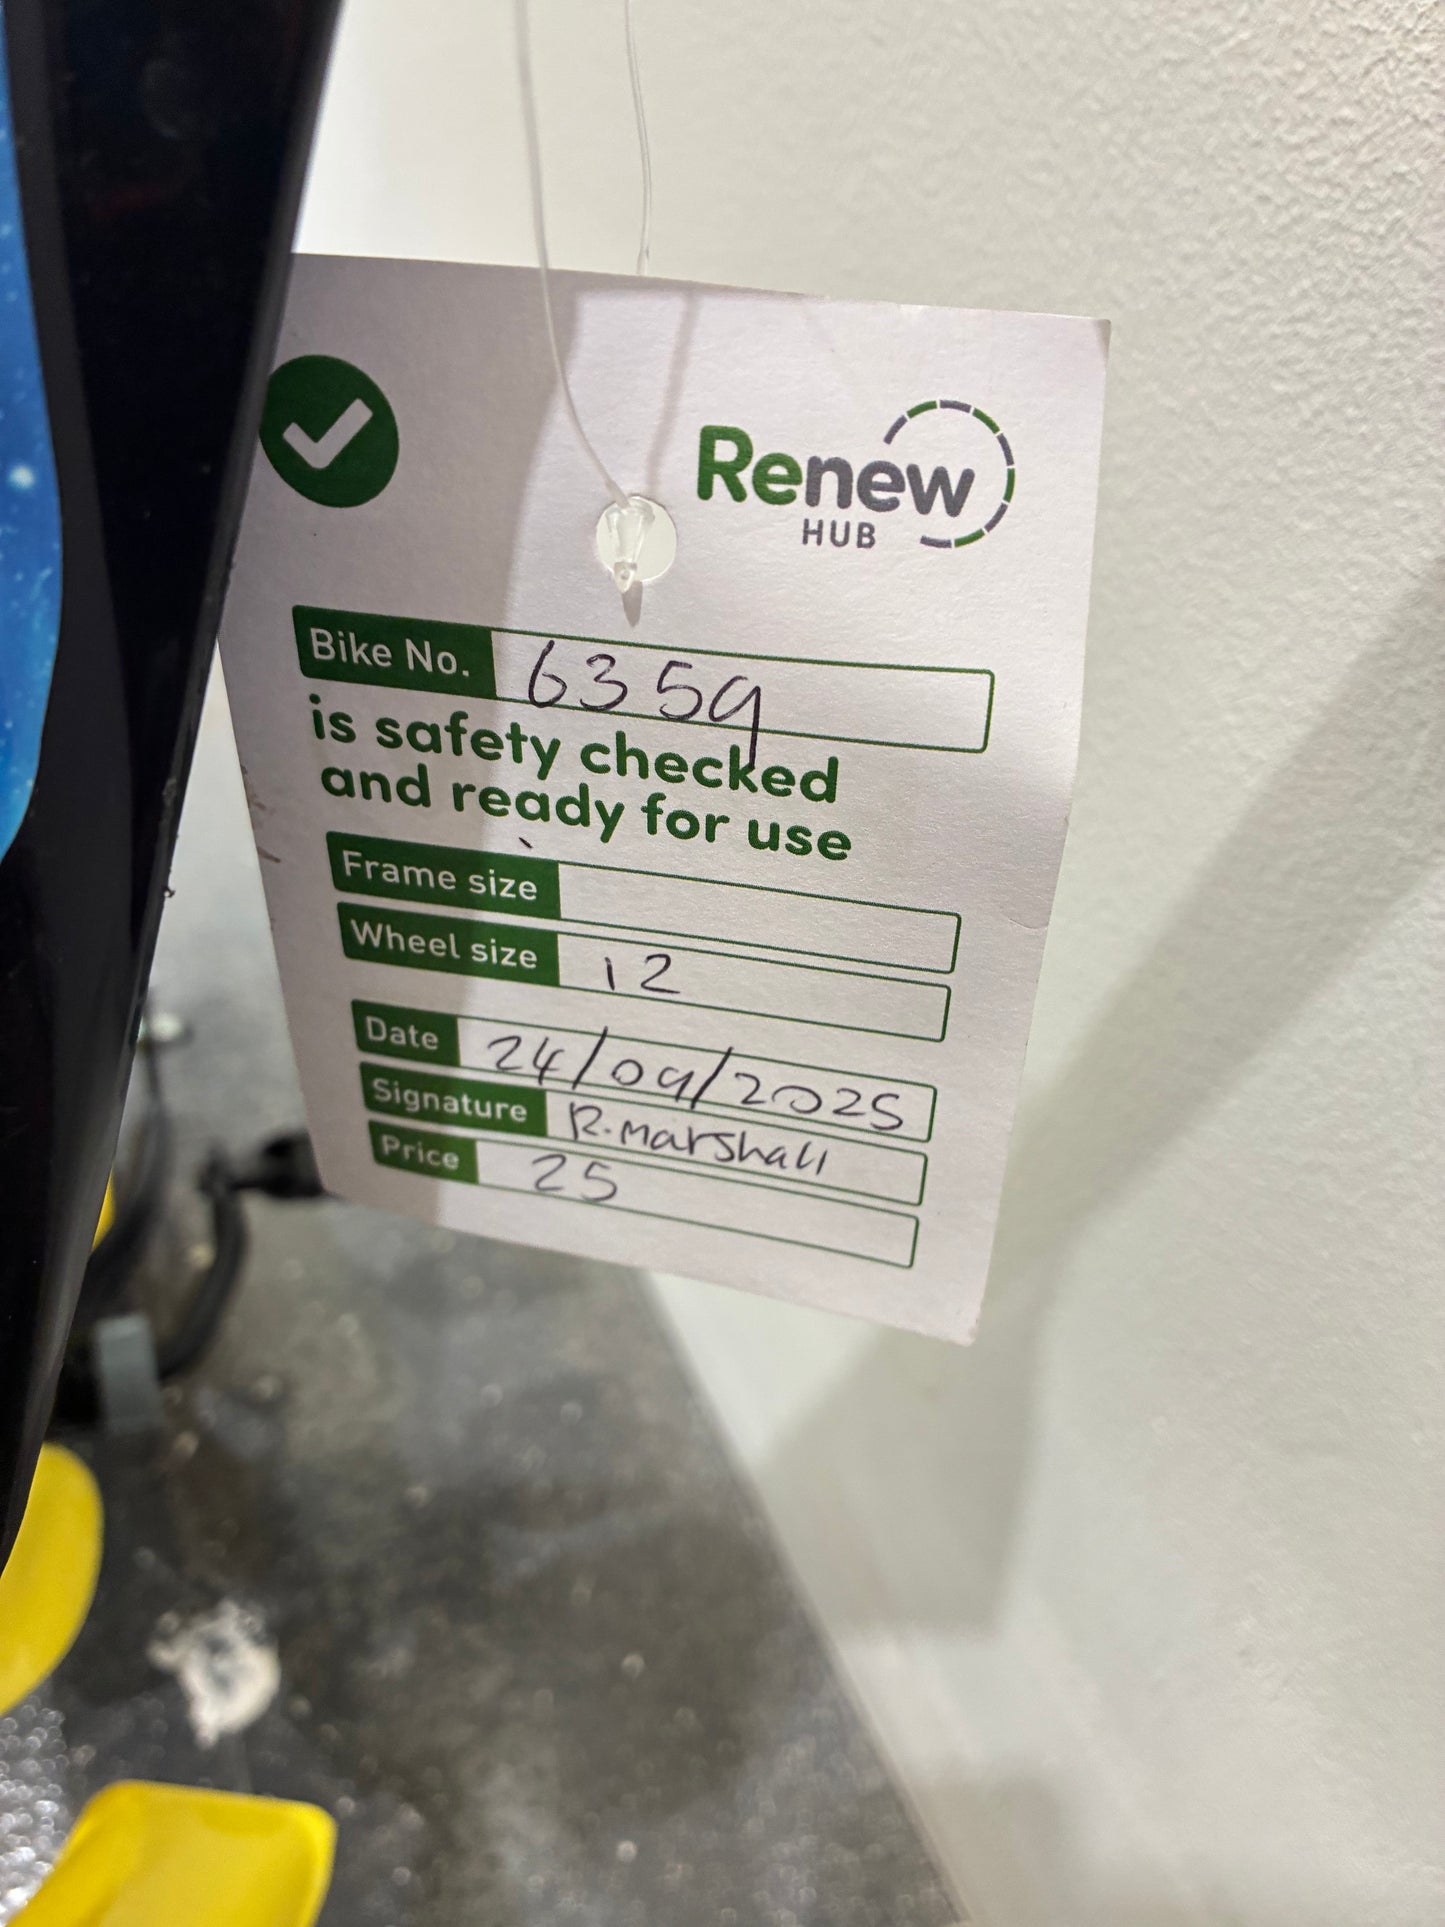 Renew
HUB
Bike No. 6359
is safety checked
and ready for use
Frame size
Wheel size 12
Date 24/09/2025
Signature R. Marshall
Price 25